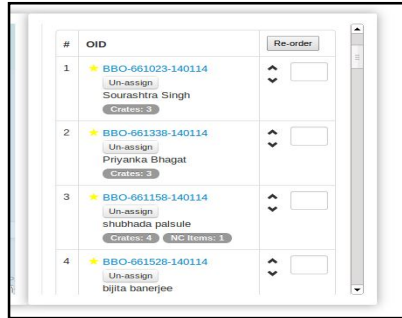 # OID Re-order
1 BBO-661023-140114
Un-assign
Sourashtra Singh
Crates: 3
2 BBO-661338-140114
Un-assign
Priyanka Bhagat
Crates: 3
3 BBO-661158-140114
Un-assign
shubhada palsule
Crates: 4 NC Items: 1
4 BBO-661528-140114
Un-assign
bijita banerjee